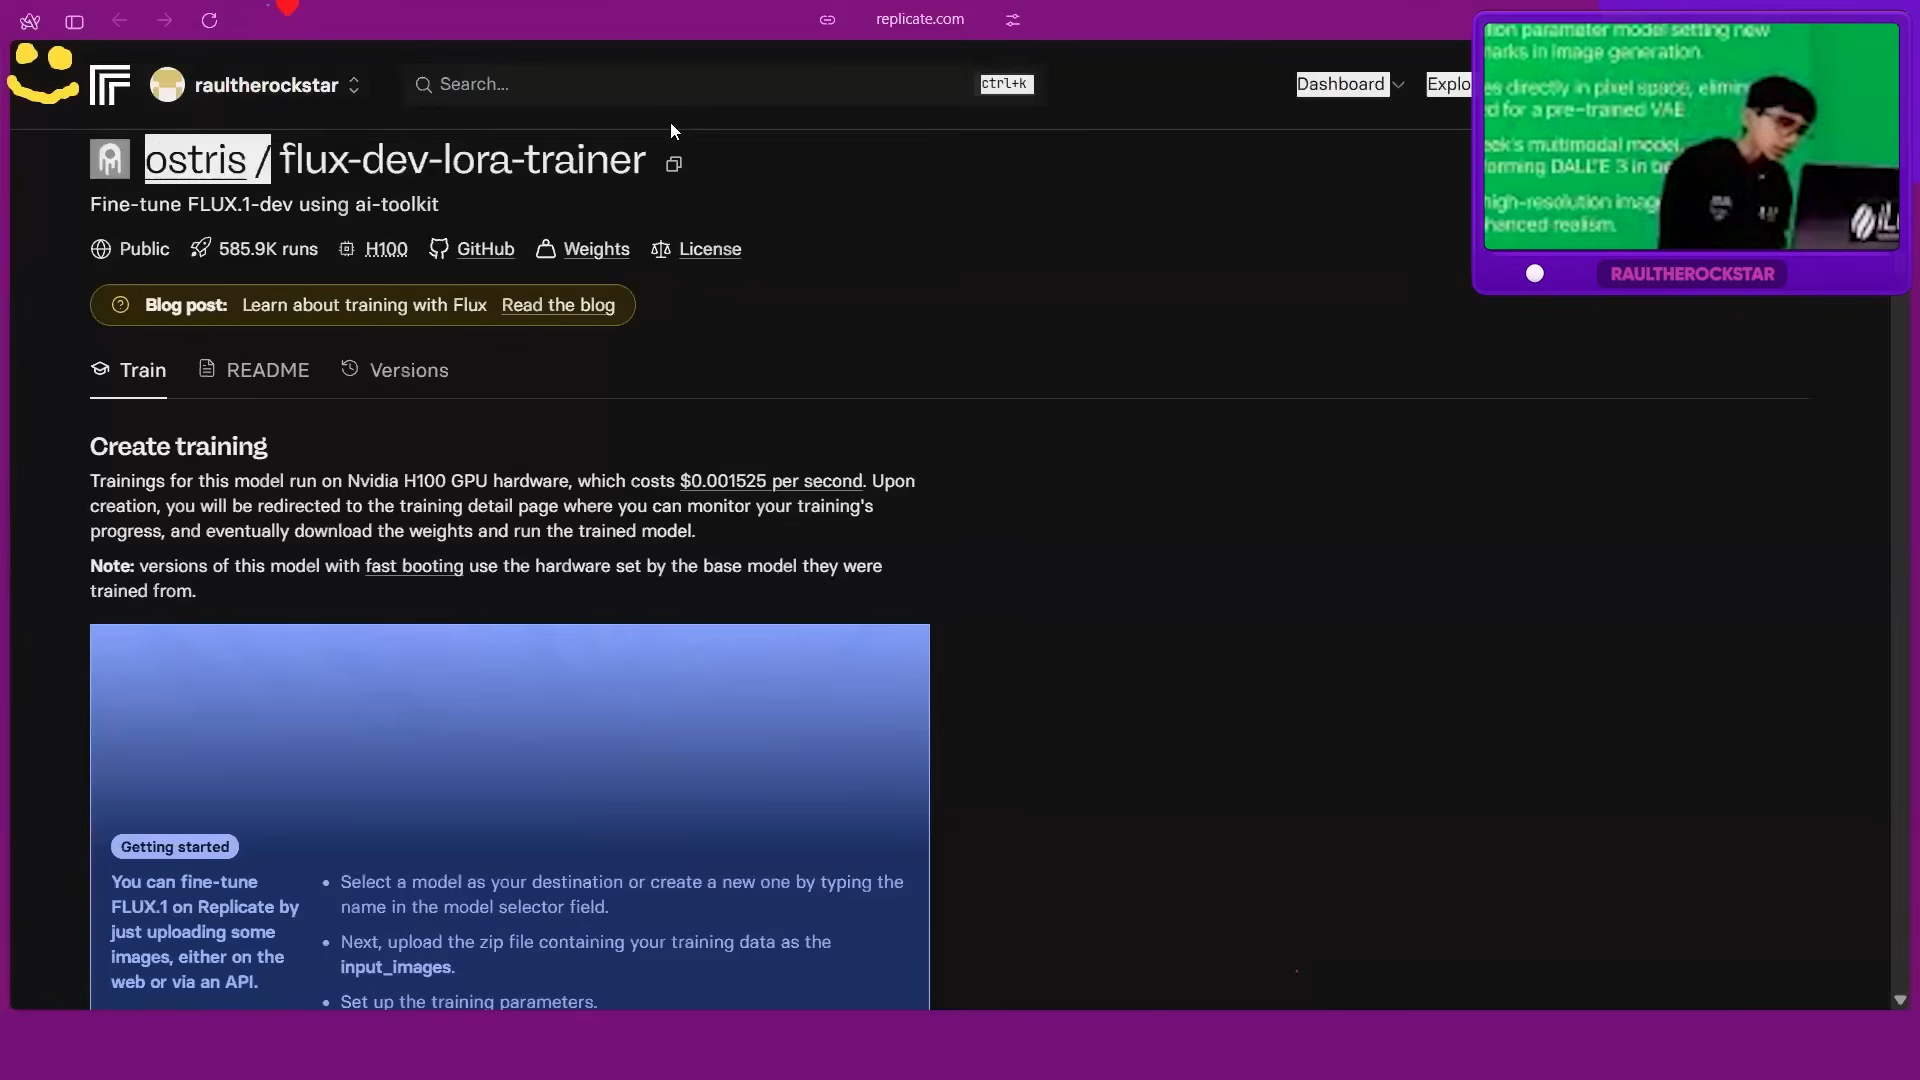 replicate.com
raultherockstar
Search...
ctrl+k
Dashboard
Explo
ostris / flux-dev-lora-trainer
Fine-tune FLUX.1-dev using ai-toolkit
Public
585.9K runs
H100
GitHub
Weights
License
Blog post: Learn about training with Flux Read the blog
Train
README
Versions
Create training
Trainings for this model run on Nvidia H100 GPU hardware, which costs $0.001525 per second. Upon
creation, you will be redirected to the training detail page where you can monitor your training's
progress, and eventually download the weights and run the trained model.
Note: versions of this model with fast booting use the hardware set by the base model they were
trained from.
Getting started
You can fine-tune
FLUX.1 on Replicate by
just uploading some
images, either on the
web or via an API.
• Select a model as your destination or create a new one by typing the
name in the model selector field.
• Next, upload the zip file containing your training data as the
input_images.
• Set up the training parameters.
parameter model setting new
marks in image generation.
es directly in pixel space, elimin
d for a pre-trained VAE
eek's multimodal model,
forming DALL'E 3 in be
high-resolution imag
hanced realism.
RAULTHEROCKSTAR